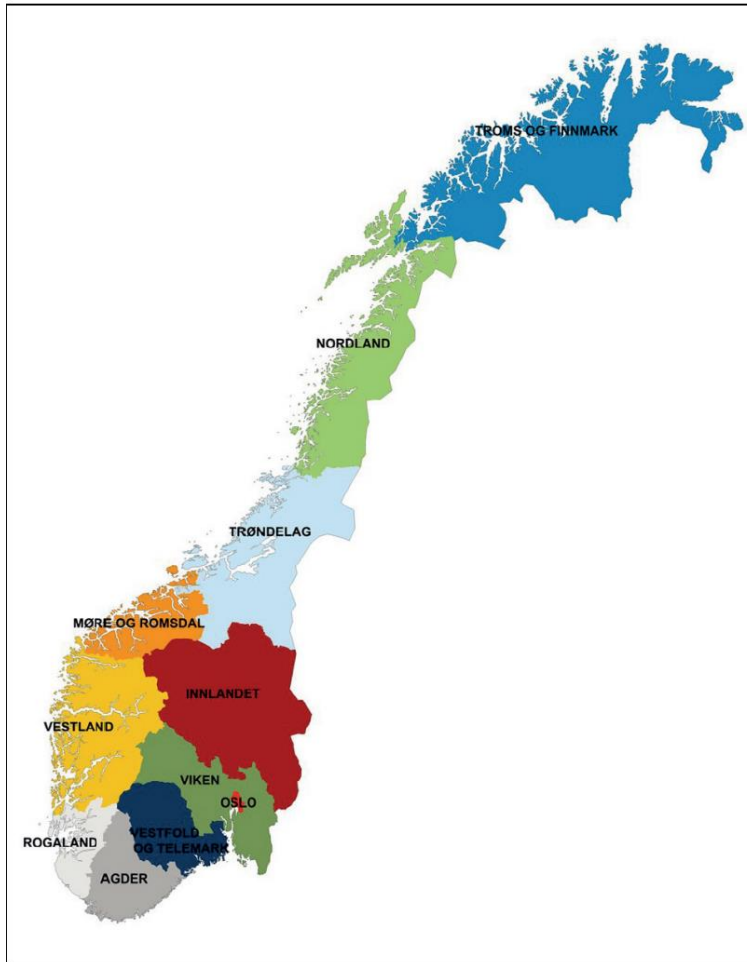 TROMS OG FINNMARK
NORDLAND
TRØNDELAG
MØRE OG ROMSDAL
INNLANDET
VESTLAND
VIKEN
OSLO
VESTFOLD
OG TELEMARK
ROGALAND
AGDER